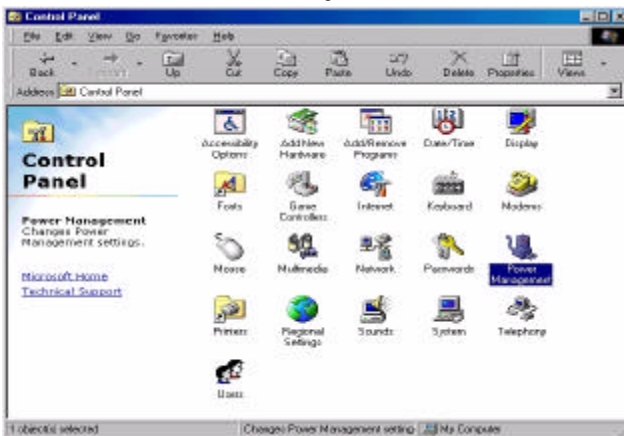 Control Panel
File Edit View Go Favorites Help
Back Up Cut Copy Paste Undo Delete Properties Views
Address Control Panel
Control
Panel
Power Management
Changes Power
Management settings.
Microsoft Home
Technical Support
Accessibility
Options
Add New
Hardware
Add/Remove
Programs
Date/Time
Display
Fonts
Game
Controllers
Internet
Keyboard
Modems
Mouse
Multimedia
Network
Passwords
Power
Management
Printers
Regional
Settings
Sounds
System
Telephony
Users
1 object(s) selected
Changes Power Management setting
My Computer